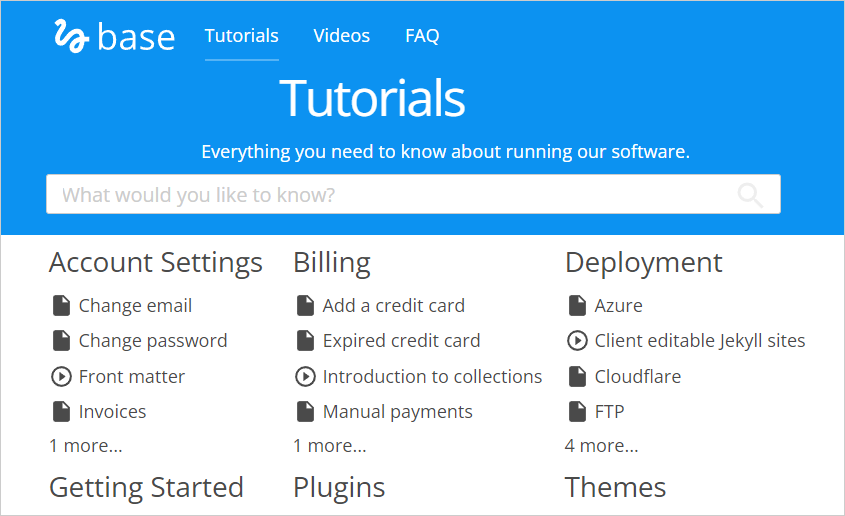 base
Tutorials
Videos
FAQ
Tutorials
Everything you need to know about running our software.
What would you like to know?
Account Settings
Change email
Change password
Front matter
Invoices
1 more...
Billing
Add a credit card
Expired credit card
Introduction to collections
Manual payments
1 more...
Deployment
Azure
Client editable Jekyll sites
Cloudflare
FTP
4 more...
Getting Started
Plugins
Themes